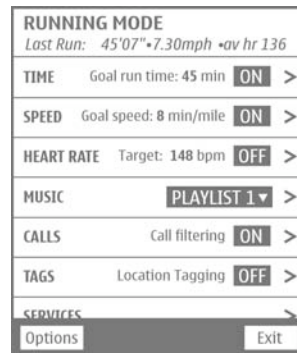 RUNNING MODE
Last Run: 45'07"•7.30mph •av hr 136
TIME Goal run time: 45 min ON >
SPEED Goal speed: 8 min/mile ON >
HEART RATE Target: 148 bpm OFF >
MUSIC PLAYLIST 1▾ >
CALLS Call filtering ON >
TAGS Location Tagging OFF >
SERVICES >
Options Exit